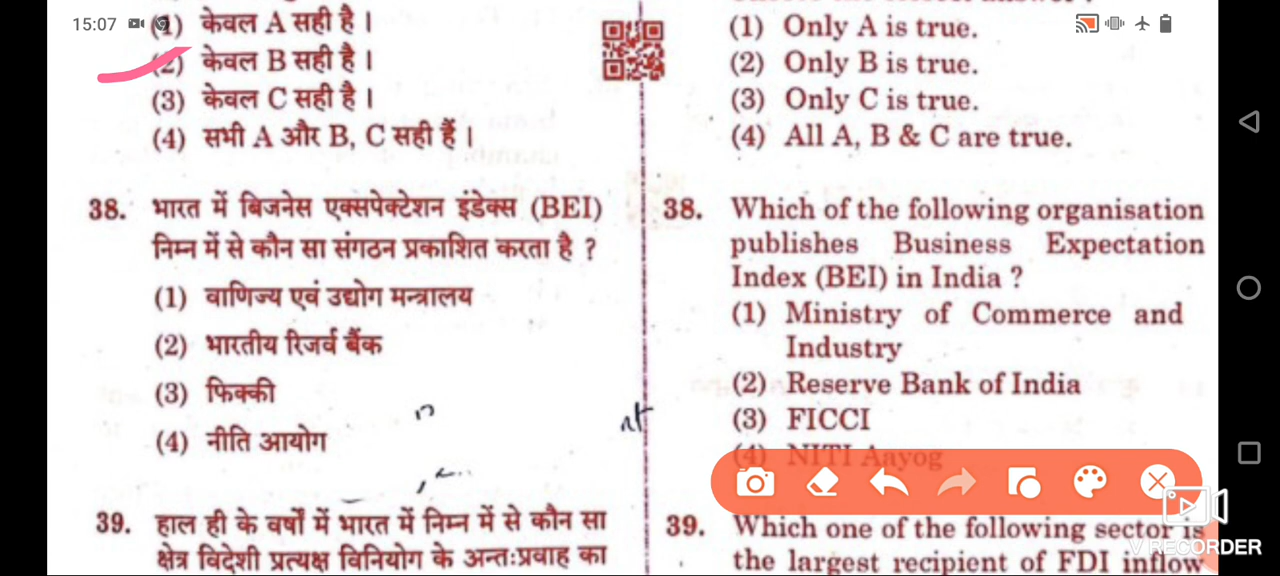 15:07
(1) केवल A सही है ।
(2) केवल B सही है ।
(3) केवल C सही है ।
(4) सभी A और B, C सही हैं ।
38. भारत में बिजनेस एक्सपेक्टेशन इंडेक्स (BEI)
निम्न में से कौन सा संगठन प्रकाशित करता है ?
(1) वाणिज्य एवं उद्योग मन्त्रालय
(2) भारतीय रिजर्व बैंक
(3) फिक्की
(4) नीति आयोग
39. हाल ही के वर्षों में भारत में निम्न में से कौन सा
क्षेत्र विदेशी प्रत्यक्ष विनियोग के अन्तःप्रवाह का
(1) Only A is true.
(2) Only B is true.
(3) Only C is true.
(4) All A, B & C are true.
38. Which of the following organisation
publishes Business Expectation
Index (BEI) in India ?
(1) Ministry of Commerce and
Industry
(2) Reserve Bank of India
(3) FICCI
(4) NITI Aayog
39. Which one of the following sector is
the largest recipient of FDI inflow
V RECORDER